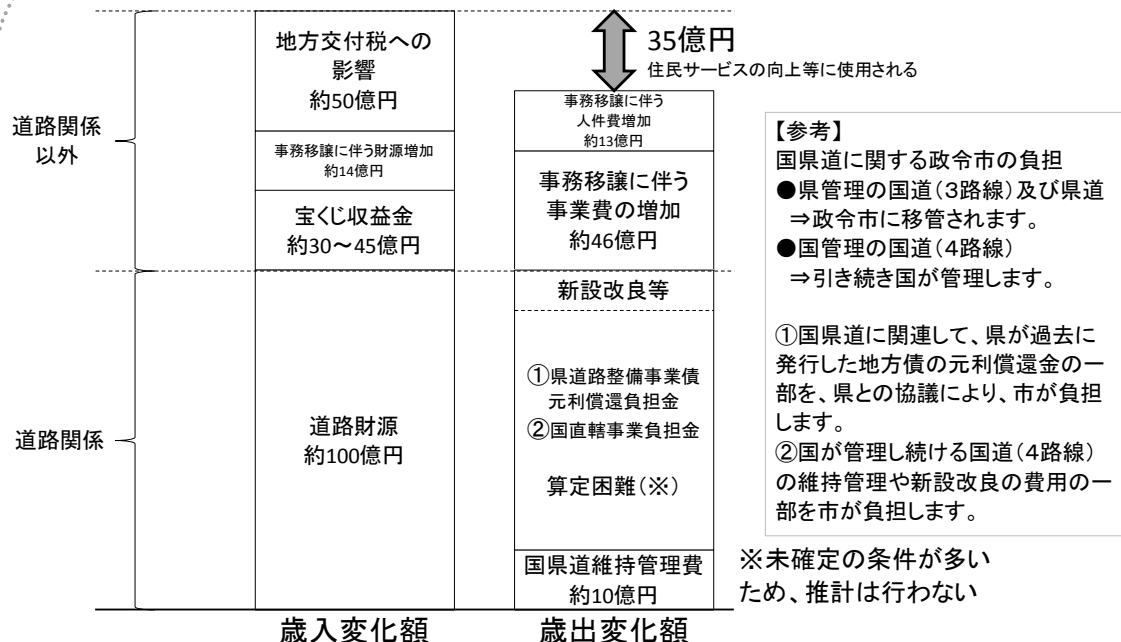 地方交付税への
影響
約50億円
事務移譲に伴う財源増加
約14億円
宝くじ収益金
約30～45億円
道路財源
約100億円
歳入変化額
35億円
住民サービスの向上等に使用される
事務移譲に伴う
人件費増加
約13億円
事務移譲に伴う
事業費の増加
約46億円
新設改良等
①県道路整備事業債
元利償還負担金
②国直轄事業負担金
算定困難（※）
国県道維持管理費
約10億円
歳出変化額
道路関係
以外
道路関係
【参考】
国県道に関する政令市の負担
●県管理の国道（３路線）及び県道
⇒政令市に移管されます。
●国管理の国道（４路線）
⇒引き続き国が管理します。
①国県道に関連して、県が過去に
発行した地方債の元利償還金の一
部を、県との協議により、市が負担
します。
②国が管理し続ける国道（４路線）
の維持管理や新設改良の費用の一
部を市が負担します。
※未確定の条件が多い
ため、推計は行わない